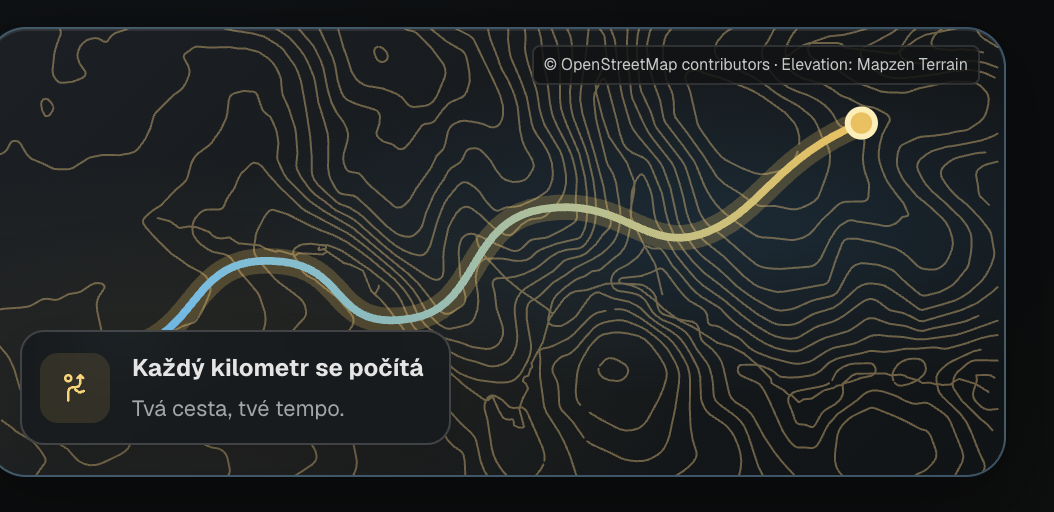 © OpenStreetMap contributors · Elevation: Mapzen Terrain
Každý kilometr se počítá
Tvá cesta, tvé tempo.